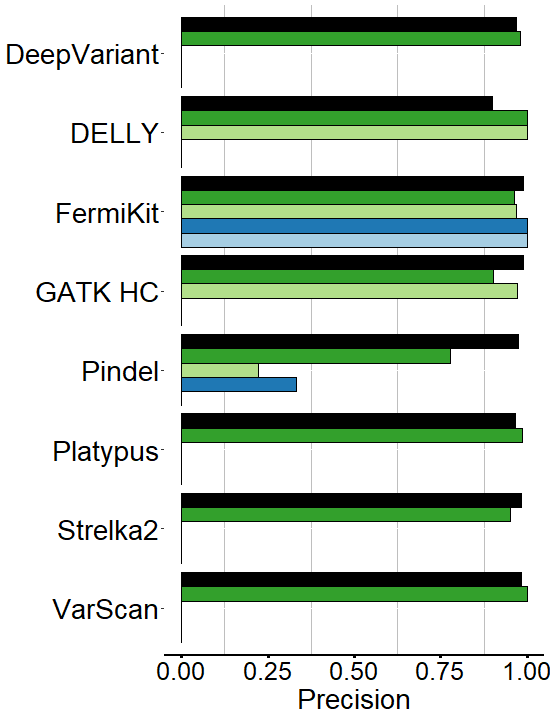 DeepVariant
DELLY
FermiKit
GATK HC
Pindel
Platypus
Strelka2
VarScan
0.00 0.25 0.50 0.75 1.00
Precision